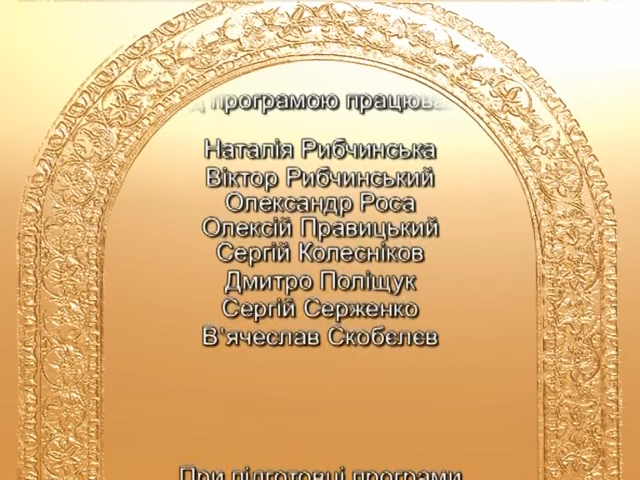 програмою
Наталія Рибчинська
Віктор Рибчинський
Олександр Роса
Олексій Правицький
Сергій Колесніков
Дмитро Поліщук
Сергій Серженко
В'ячеслав Скобєлєв
При підготовці програми